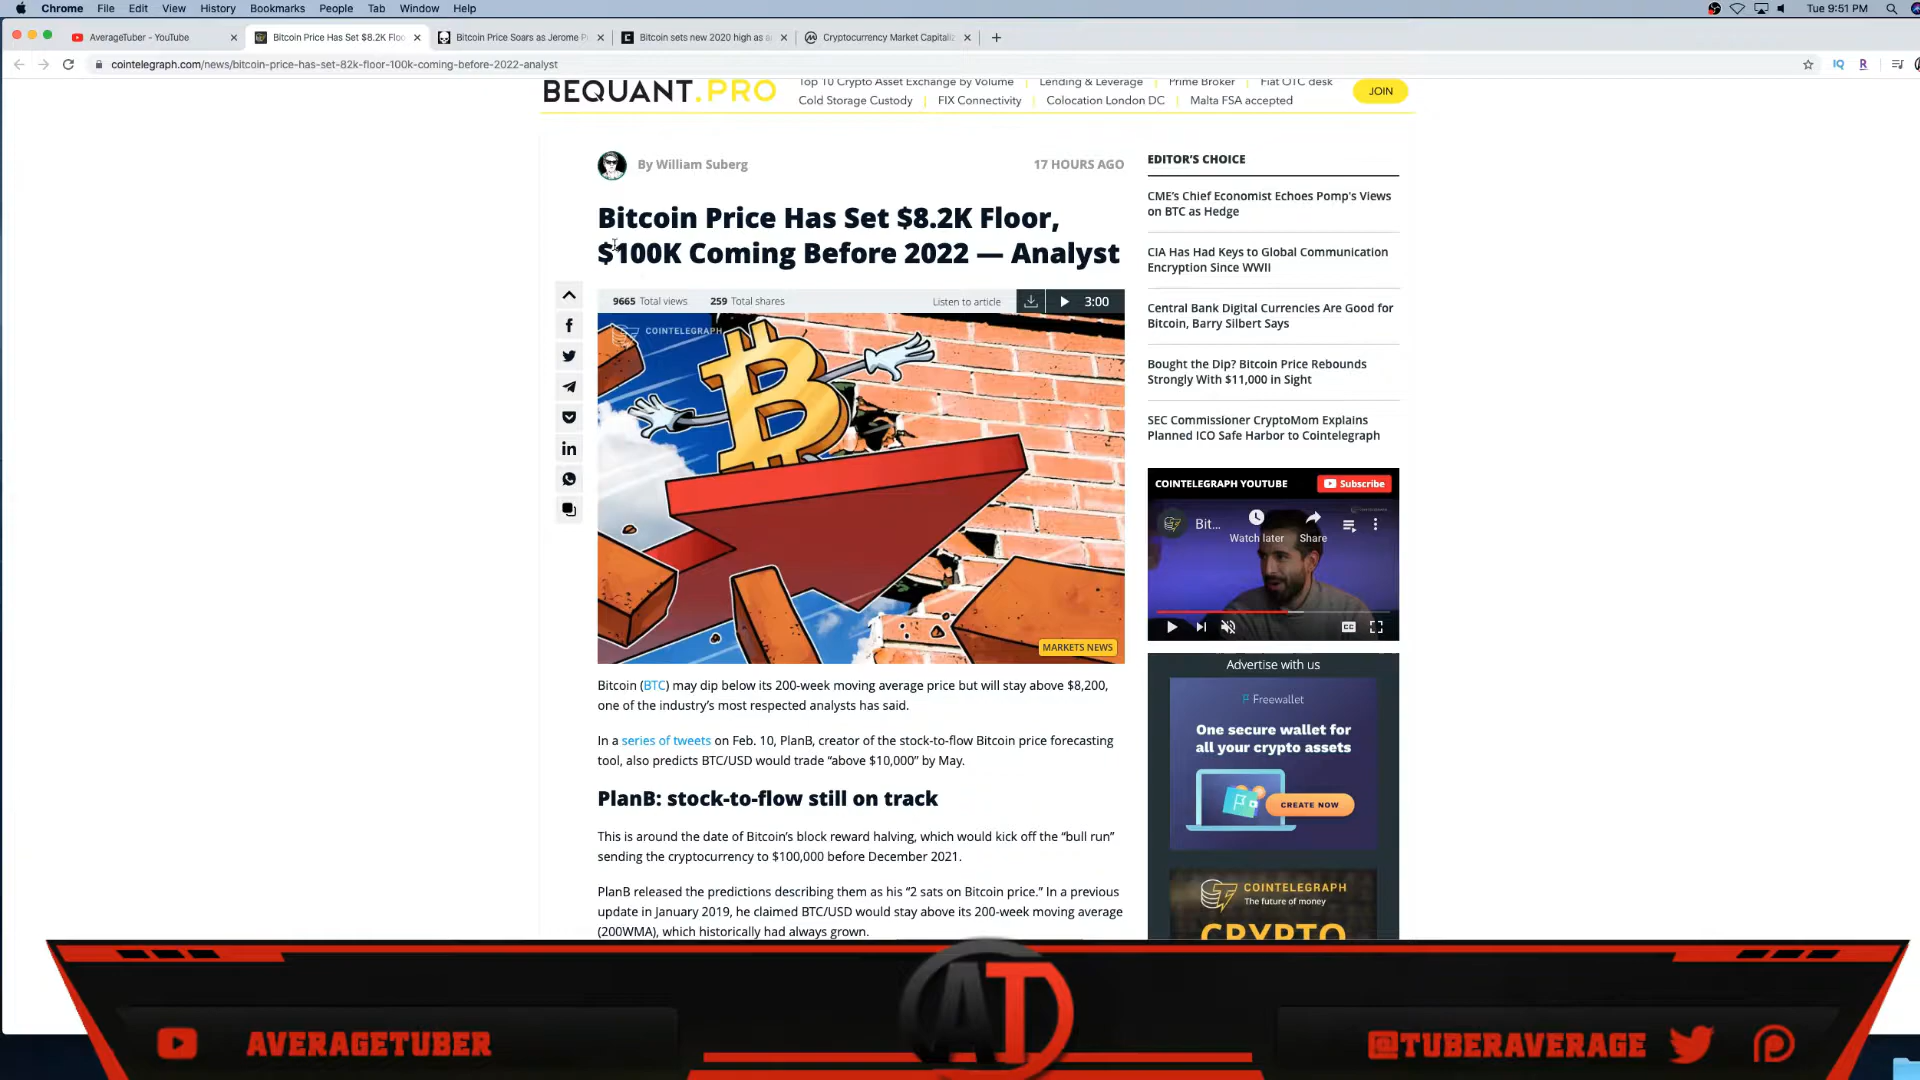 Chrome File Edit View History Bookmarks People Tab Window Help
Tue 9:51 PM
AverageTuber - YouTube
Bitcoin Price Has Set $8.2K Floo
Bitcoin Price Soars as Jerome P
Bitcoin sets new 2020 high as a
Cryptocurrency Market Capitaliz
cointelegraph.com/news/bitcoin-price-has-set-82k-floor-100k-coming-before-2022-analyst
IQ
R
BEQUANT.PRO
Top 10 Crypto Asset Exchange by Volume | Lending & Leverage | Prime Broker | Fiat OTC desk
Cold Storage Custody | FIX Connectivity | Colocation London DC | Malta FSA accepted
JOIN
By William Suberg
17 HOURS AGO
Bitcoin Price Has Set $8.2K Floor,
$100K Coming Before 2022 — Analyst
9665 Total views 259 Total shares
Listen to article
3:00
COINTELEGRAPH
MARKETS NEWS
Bitcoin (BTC) may dip below its 200-week moving average price but will stay above $8,200,
one of the industry's most respected analysts has said.
In a series of tweets on Feb. 10, PlanB, creator of the stock-to-flow Bitcoin price forecasting
tool, also predicts BTC/USD would trade “above $10,000” by May.
PlanB: stock-to-flow still on track
This is around the date of Bitcoin's block reward halving, which would kick off the “bull run”
sending the cryptocurrency to $100,000 before December 2021.
PlanB released the predictions describing them as his “2 sats on Bitcoin price.” In a previous
update in January 2019, he claimed BTC/USD would stay above its 200-week moving average
(200WMA), which historically had always grown.
EDITOR'S CHOICE
CME's Chief Economist Echoes Pomp's Views
on BTC as Hedge
CIA Has Had Keys to Global Communication
Encryption Since WWII
Central Bank Digital Currencies Are Good for
Bitcoin, Barry Silbert Says
Bought the Dip? Bitcoin Price Rebounds
Strongly With $11,000 in Sight
SEC Commissioner CryptoMom Explains
Planned ICO Safe Harbor to Cointelegraph
COINTELEGRAPH YOUTUBE
Subscribe
Bit...
Watch later
Share
CC
Advertise with us
Freewallet
One secure wallet for
all your crypto assets
CREATE NOW
COINTELEGRAPH
The future of money
CRYPTO
AT
AVERAGETUBER
@TUBERAVERAGE